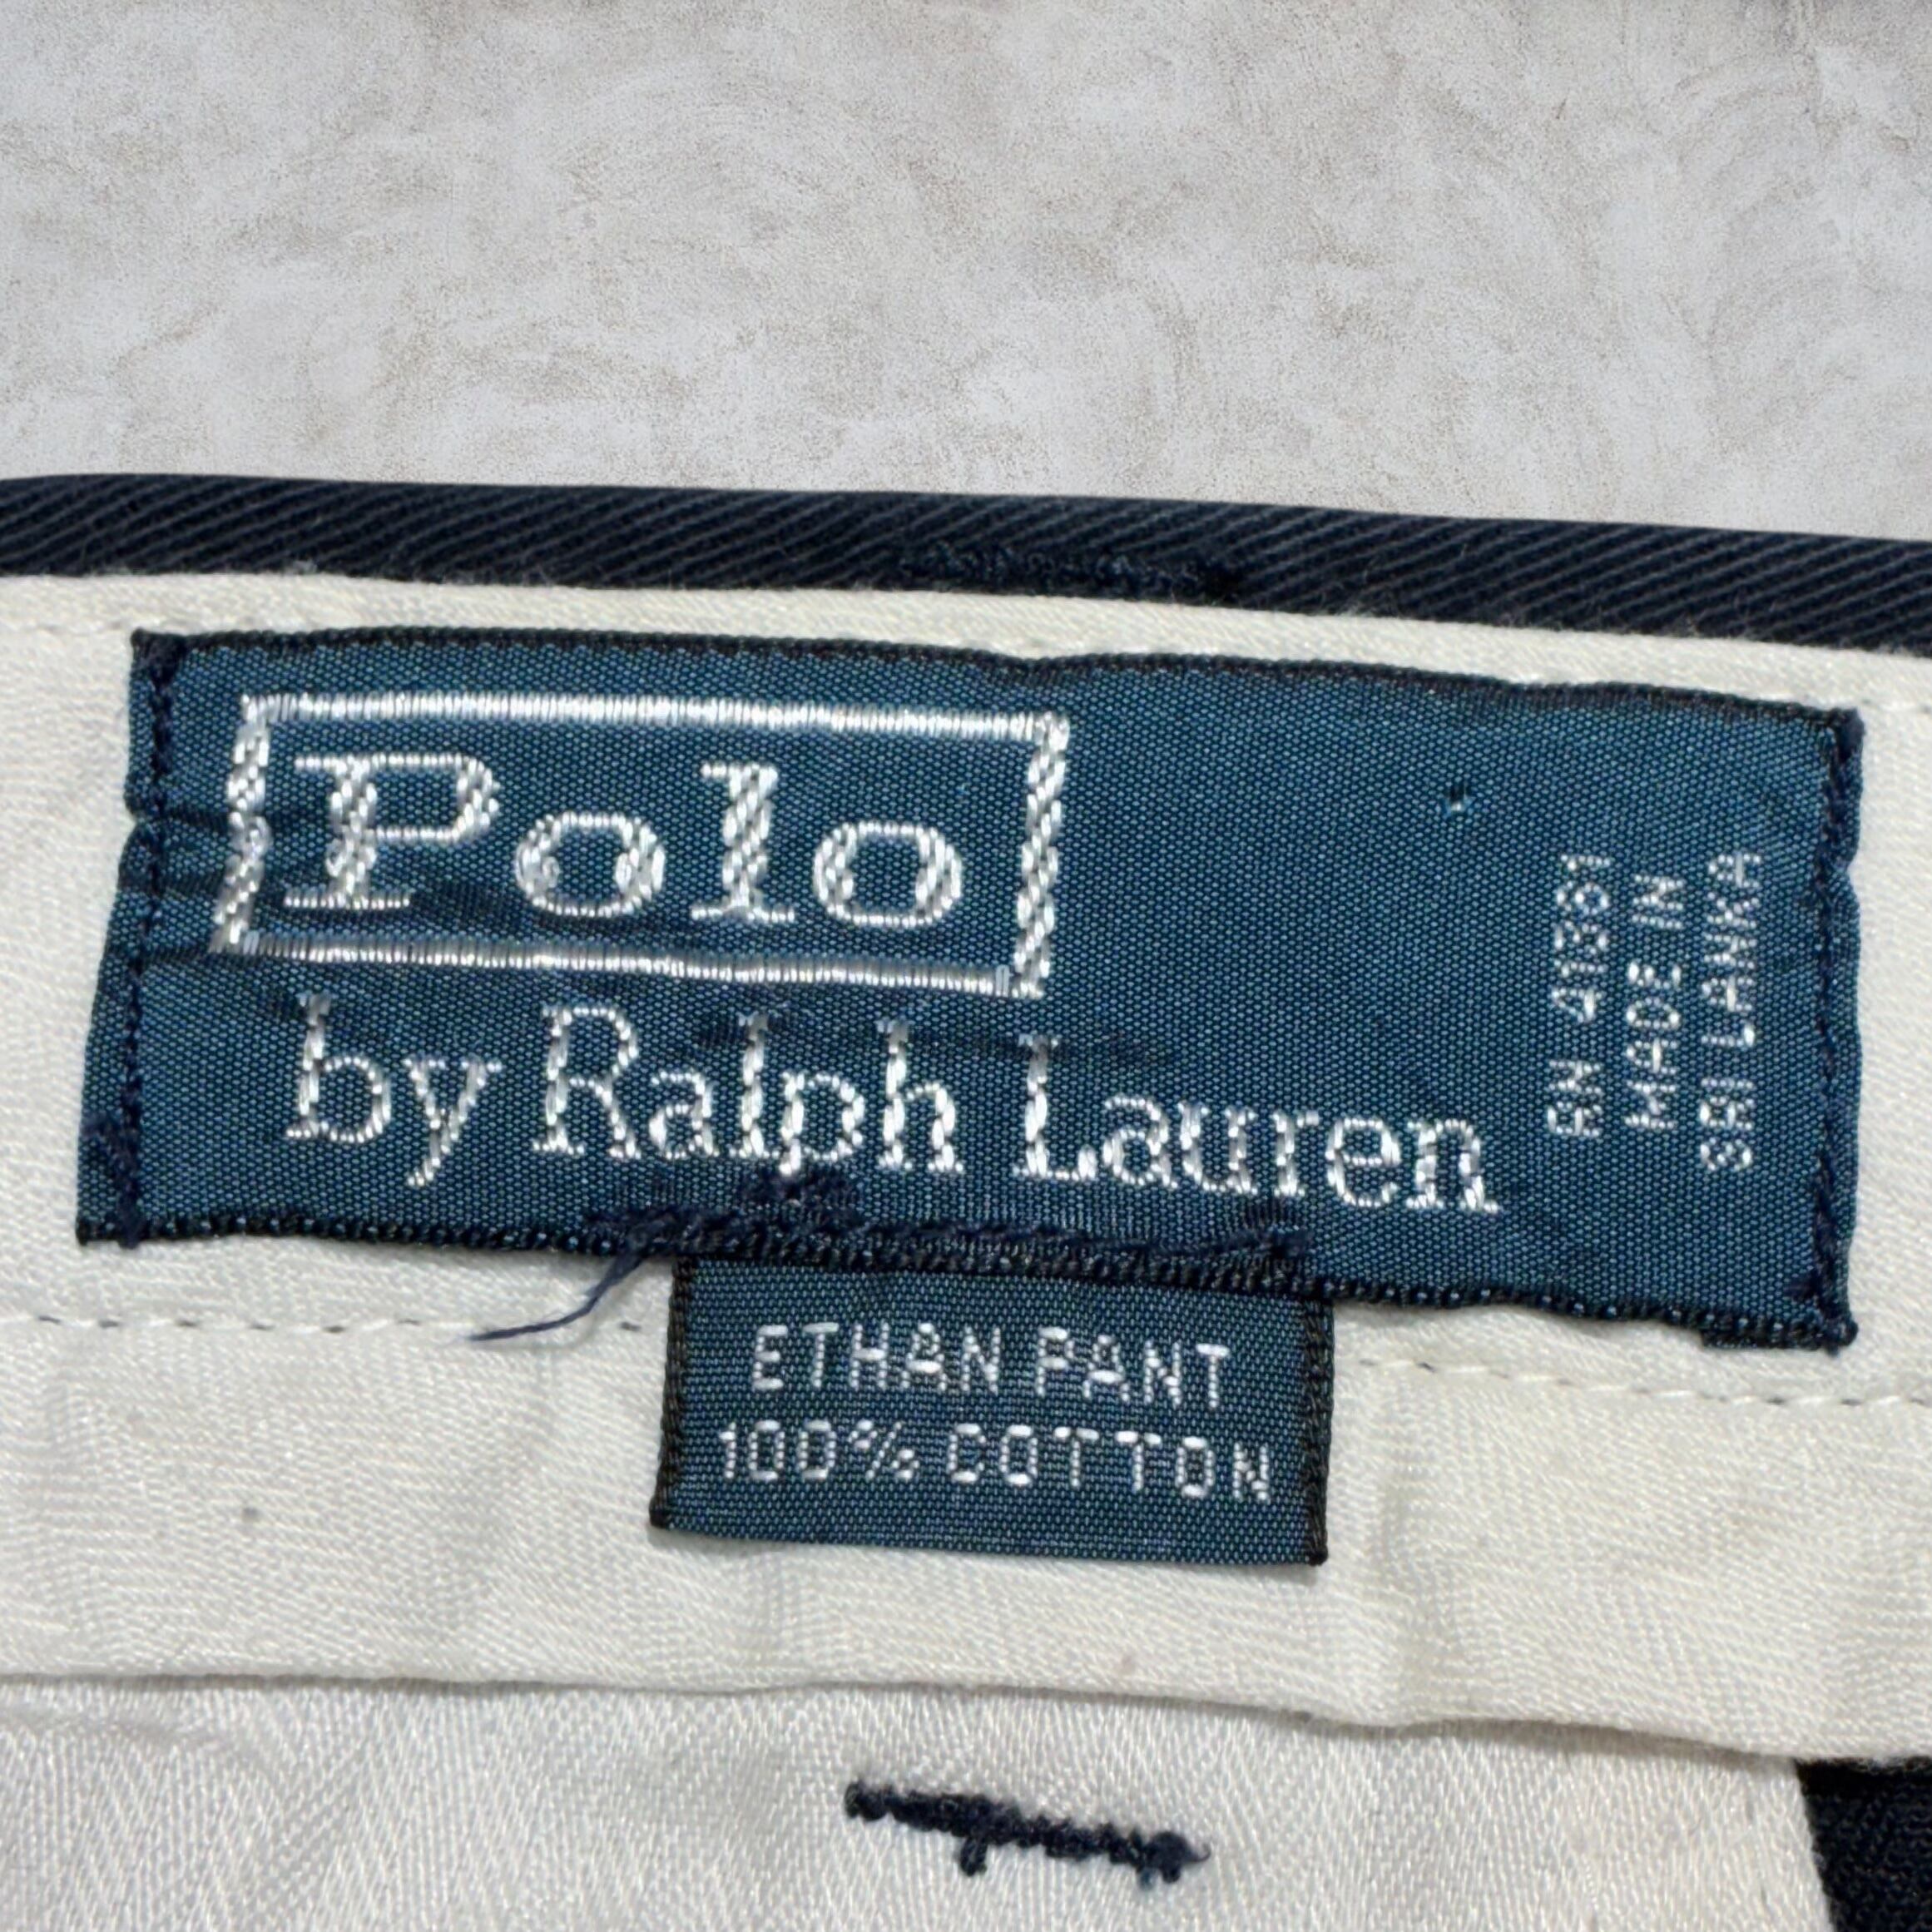 Polo
by Ralph Lauren
RN 41381
MADE IN
SRI LANKA
ETHAN PANT
100% COTTON